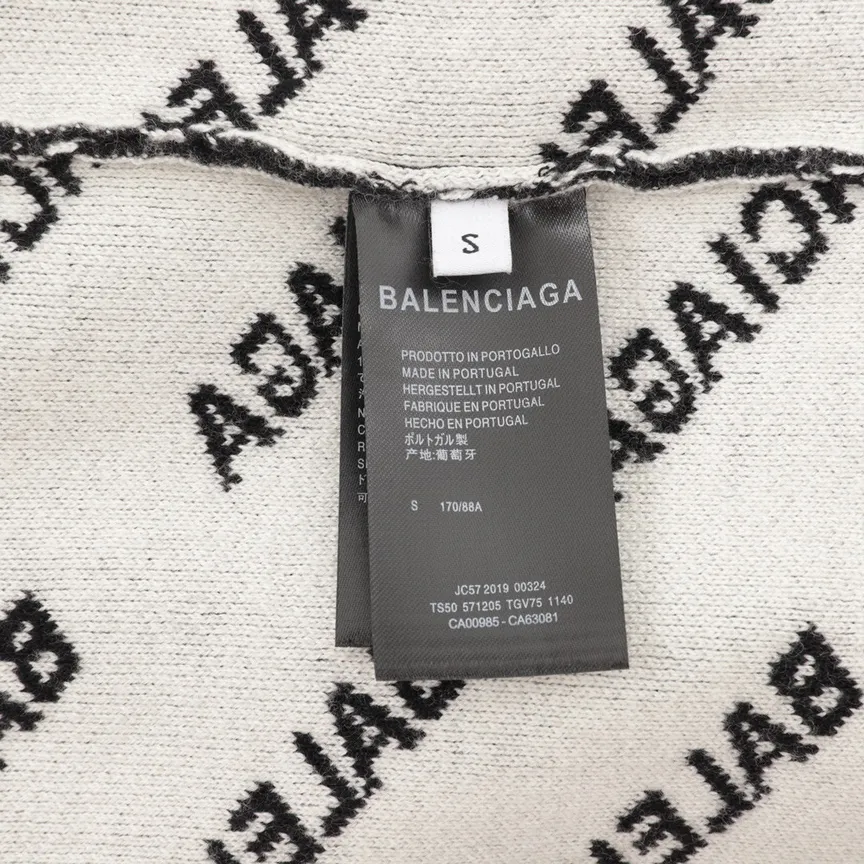 S
BALENCIAGA
PRODOTTO IN PORTOGALLO
MADE IN PORTUGAL
HERGESTELLT IN PORTUGAL
FABRIQUE EN PORTUGAL
HECHO EN PORTUGAL
ポルトガル製
产地:葡萄牙
S 170/88A
JC57 2019 00324
TS50 571205 TGV75 1140
CA00985 - CA63081